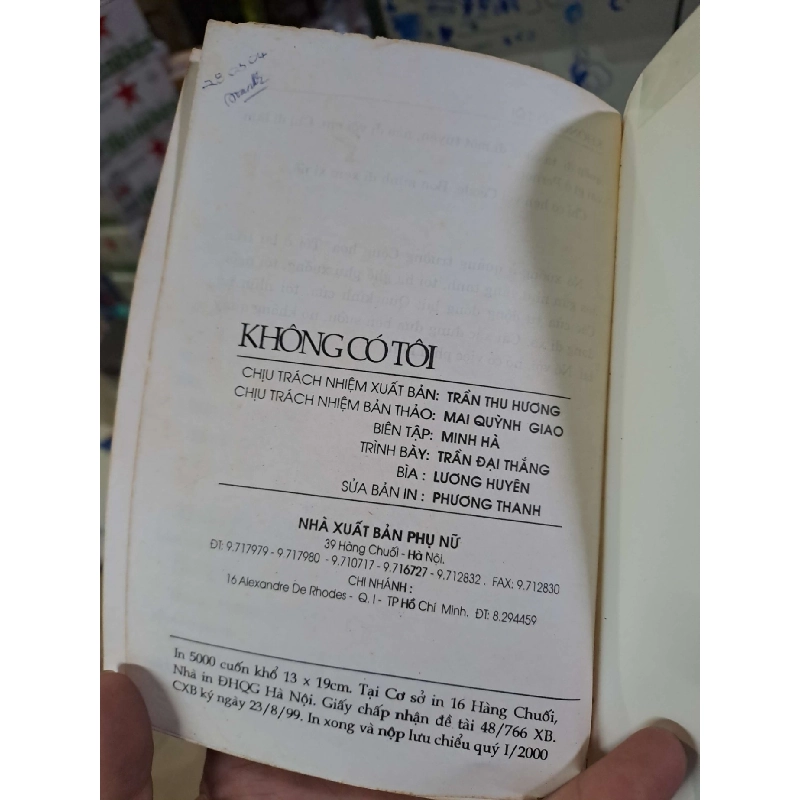 28 03 04
KHÔNG CÓ TÔI
CHỊU TRÁCH NHIỆM XUẤT BẢN: TRẦN THU HƯƠNG
CHỊU TRÁCH NHIỆM BẢN THẢO: MAI QUỲNH GIAO
BIÊN TẬP: MINH HÀ
TRÌNH BÀY: TRẦN ĐẠI THẮNG
BÌA : LƯƠNG HUYÊN
SỬA BẢN IN : PHƯƠNG THANH
NHÀ XUẤT BẢN PHỤ NỮ
39 Hàng Chuối - Hà Nội.
ĐT: 9.717979 - 9.717980 - 9.710717 - 9.716727 - 9.712832 . FAX: 9.712830
CHI NHÁNH :
16 Alexandre De Rhodes - Q. I - TP Hồ Chí Minh. ĐT: 8.294459
In 5000 cuốn khổ 13 x 19cm. Tại Cơ sở in 16 Hàng Chuối,
Nhà in ĐHQG Hà Nội. Giấy chấp nhận đề tài 48/766 XB.
CXB ký ngày 23/8/99. In xong và nộp lưu chiểu quý I/2000